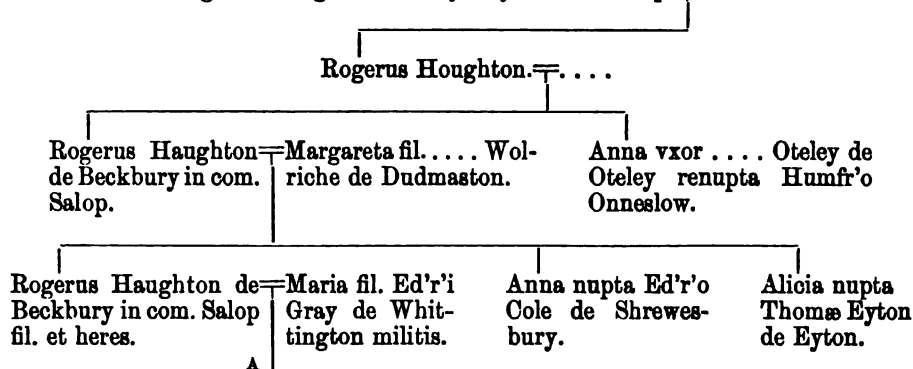 Rogerus Houghton.=. . . .
Rogerus Haughton=Margareta fil. . . . . Wol-
de Beckbury in com. riche de Dudmaston.
Salop.
Anna vxor . . . . Oteley de
Oteley renupta Humfr'o
Onneslow.
Rogerus Haughton de=Maria fil. Ed'r'i
Beckbury in com. Salop Gray de Whit-
fil. et heres. tington militis.
Anna nupta Ed'r'o
Cole de Shrewes-
bury.
Alicia nupta
Thomæ Eyton
de Eyton.
A